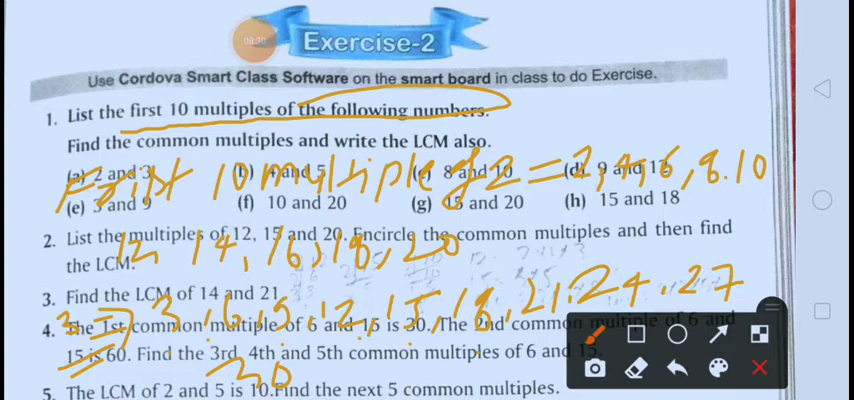 Exercise-2
Use Cordova Smart Class Software on the smart board in class to do Exercise.
1. List the first 10 multiples of the following numbers.
Find the common multiples and write the LCM also.
(a) 2 and 3 (b) 4 and 5 (c) 8 and 10 (d) 9 and 12
First 10 multiple of 2 = 2, 4, 6, 8.10
(e) 3 and 9 (f) 10 and 20 (g) 15 and 20 (h) 15 and 18
2. List the multiples of 12, 15 and 20. Encircle the common multiples and then find
12, 14, 16, 18, 20
the LCM.
3. Find the LCM of 14 and 21.
3 ⇒ 3, 6, 9, 12, 15, 18, 21, 24, 27
4. The 1st common multiple of 6 and 15 is 30. The 2nd common multiple of 6 and
15 is 60. Find the 3rd, 4th and 5th common multiples of 6 and 15.
30
5. The LCM of 2 and 5 is 10. Find the next 5 common multiples.